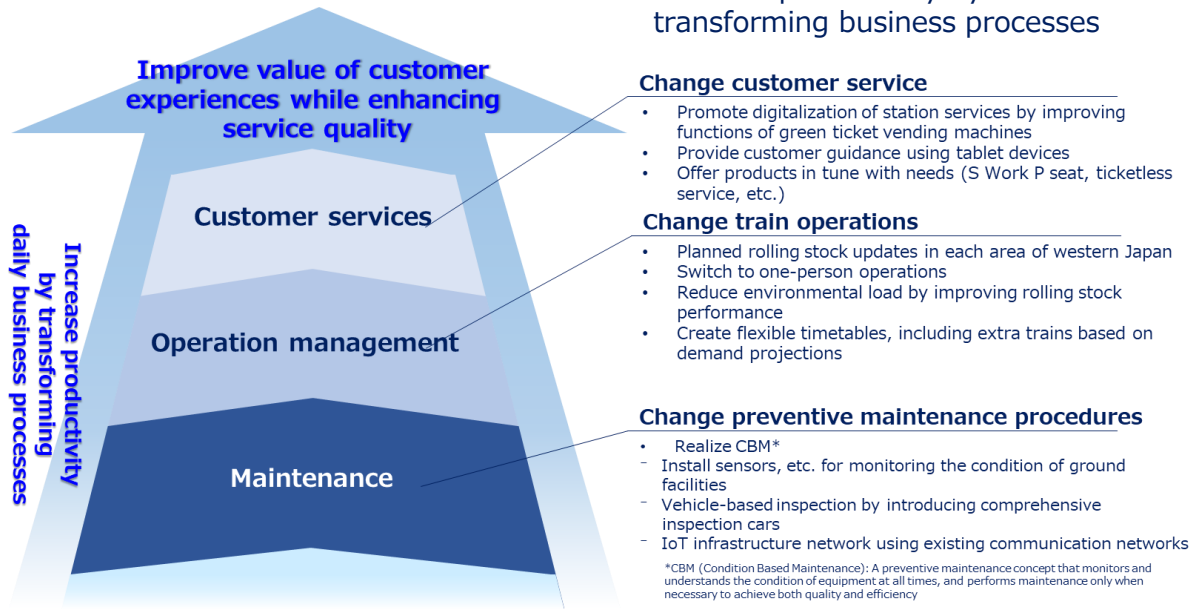 transforming business processes
Improve value of customer
experiences while enhancing
service quality
Customer services
Operation management
Maintenance
Increase productivity
by transforming
daily business processes
Change customer service
• Promote digitalization of station services by improving
functions of green ticket vending machines
• Provide customer guidance using tablet devices
• Offer products in tune with needs (S Work P seat, ticketless
service, etc.)
Change train operations
• Planned rolling stock updates in each area of western Japan
• Switch to one-person operations
• Reduce environmental load by improving rolling stock
performance
• Create flexible timetables, including extra trains based on
demand projections
Change preventive maintenance procedures
• Realize CBM*
- Install sensors, etc. for monitoring the condition of ground
facilities
- Vehicle-based inspection by introducing comprehensive
inspection cars
- IoT infrastructure network using existing communication networks
*CBM (Condition Based Maintenance): A preventive maintenance concept that monitors and
understands the condition of equipment at all times, and performs maintenance only when
necessary to achieve both quality and efficiency